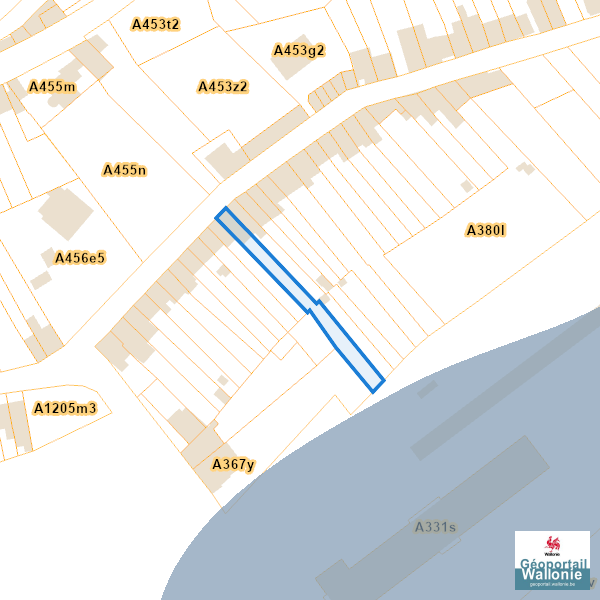 A453t2
A453g2
A455m
A453z2
A455n
A380l
A456e5
A1205m3
A367y
A331s
Wallonie
Géoportail
Wallonie
geoportail.wallonie.be